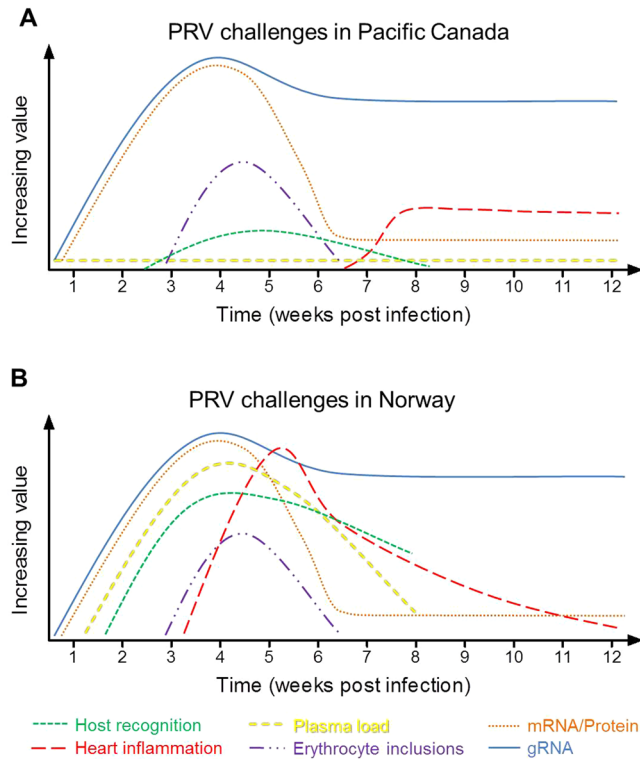 A
PRV challenges in Pacific Canada
Increasing value
1 2 3 4 5 6 7 8 9 10 11 12
Time (weeks post infection)
B
PRV challenges in Norway
Increasing value
1 2 3 4 5 6 7 8 9 10 11 12
Time (weeks post infection)
Host recognition Plasma load mRNA/Protein
Heart inflammation Erythrocyte inclusions gRNA